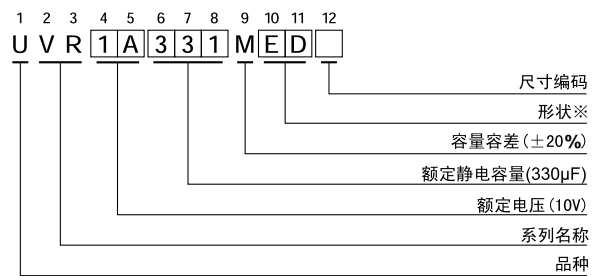 1 2 3 4 5 6 7 8 9 10 11 12
U V R 1 A 3 3 1 M E D
尺寸编码
形状※
容量容差(±20%)
额定静电容量(330μF)
额定电压(10V)
系列名称
品种